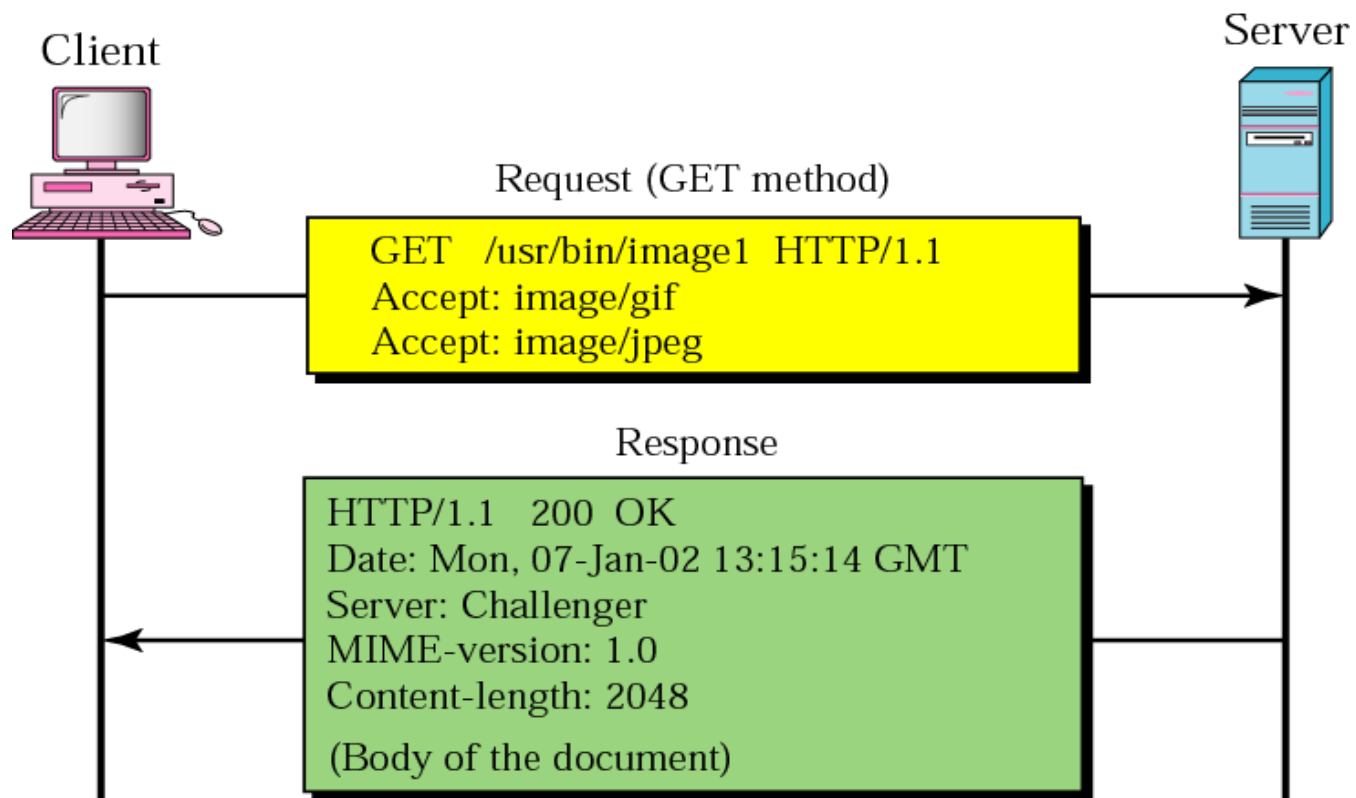 Client
Server
Request (GET method)
GET /usr/bin/image1 HTTP/1.1
Accept: image/gif
Accept: image/jpeg
Response
HTTP/1.1 200 OK
Date: Mon, 07-Jan-02 13:15:14 GMT
Server: Challenger
MIME-version: 1.0
Content-length: 2048
(Body of the document)